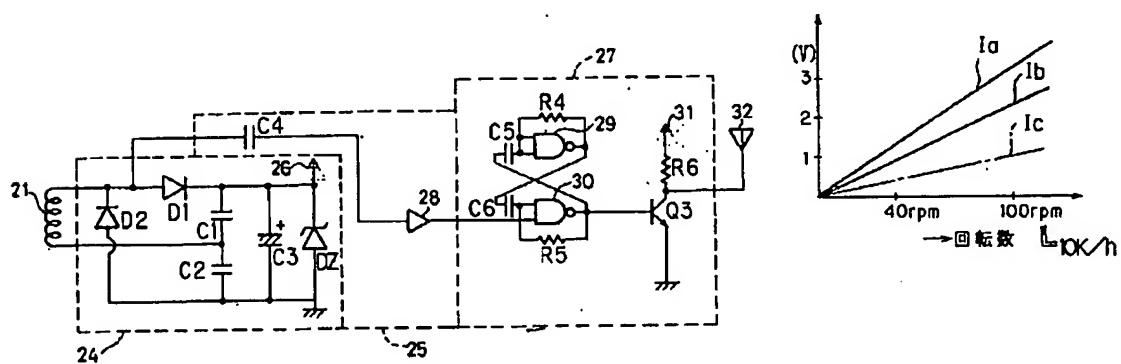 27
R4
29
C5
C4
26
21
D1
D2
C1
C2
C3
+
DZ
28
C6
30
R5
31
R6
Q3
32
24
25
(V)
3
2
1
Ia
Ib
Ic
40rpm
100rpm
→回転数
10K/h